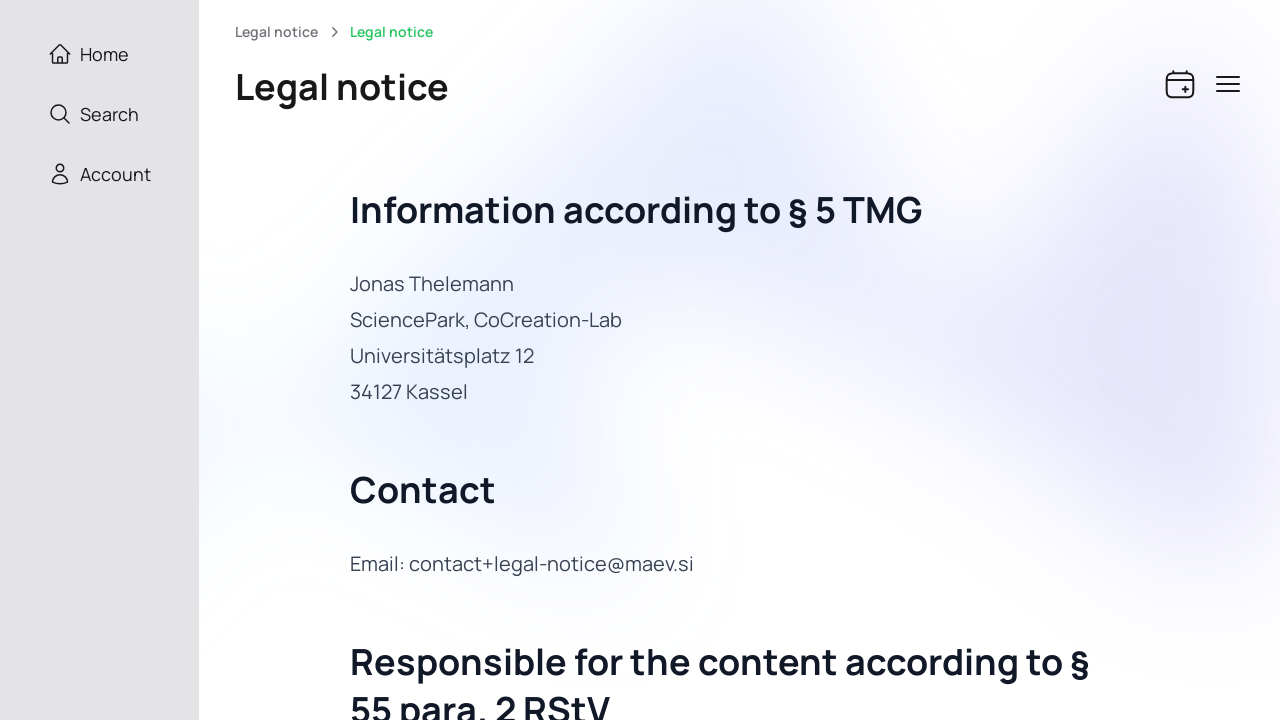 Home
Search
Account
Legal notice
Legal notice
Legal notice
Information according to § 5 TMG
Jonas Thelemann
SciencePark, CoCreation-Lab
Universitätsplatz 12
34127 Kassel
Contact
Email: contact+legal-notice@maev.si
Responsible for the content according to §
55 para. 2 RStV